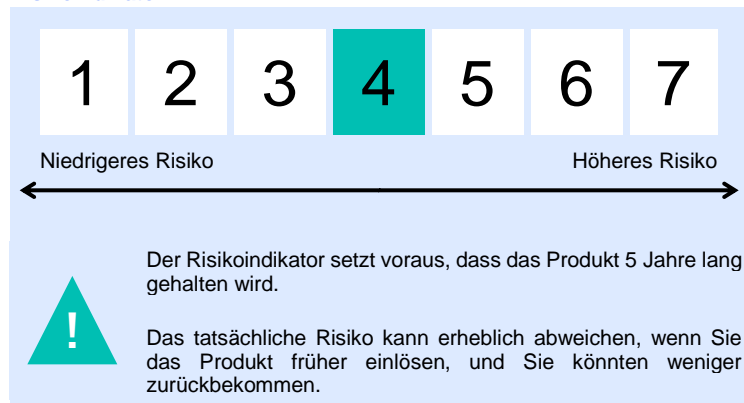 1 2 3 4 5 6 7
Niedrigeres Risiko Höheres Risiko
Der Risikoindikator setzt voraus, dass das Produkt 5 Jahre lang
gehalten wird.
!
Das tatsächliche Risiko kann erheblich abweichen, wenn Sie
das Produkt früher einlösen, und Sie könnten weniger
zurückbekommen.